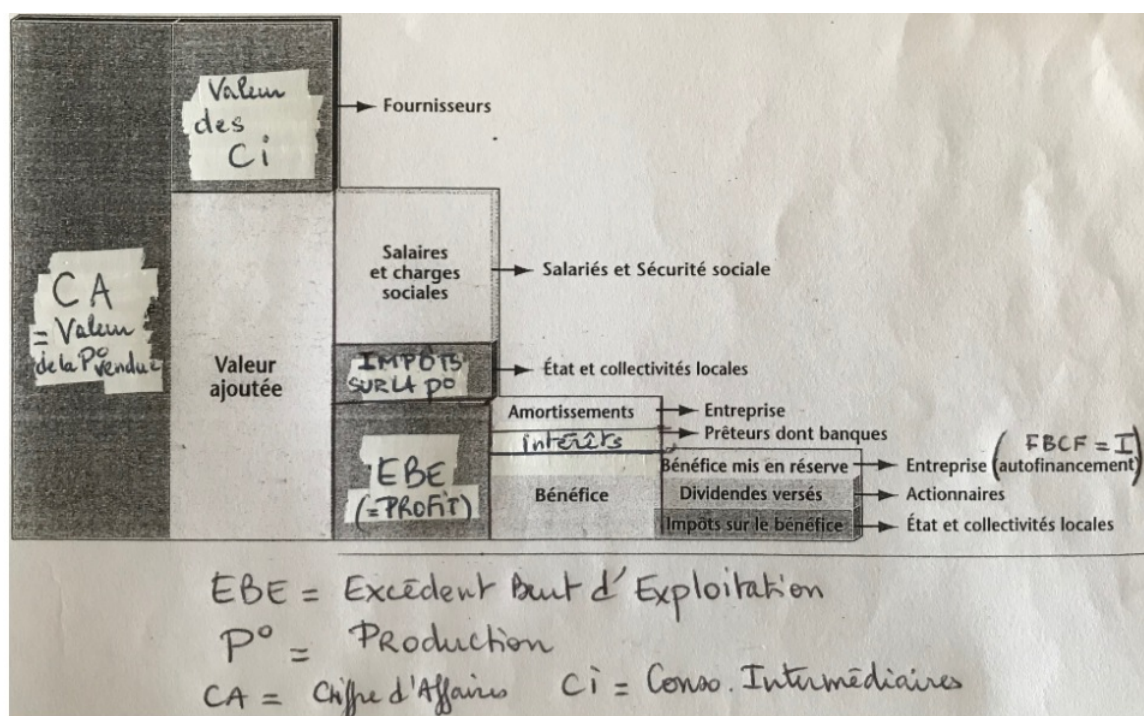 Valeur
des
Ci
Fournisseurs
CA
= Valeur
de la P° vendue
Valeur
ajoutée
Salaires
et charges
sociales
Salariés et Sécurité sociale
IMPÔTS
SUR LA P°
État et collectivités locales
EBE
(=PROFIT)
Amortissements
Entreprise
intérêts
Prêteurs dont banques
Bénéfice
Bénéfice mis en réserve
(FBCF = I)
Entreprise (autofinancement)
Dividendes versés
Actionnaires
Impôts sur le bénéfice
État et collectivités locales
EBE = Excédent Brut d'Exploitation
P° = Production
CA = Chiffre d'Affaires Ci = Conso. Intermédiaires